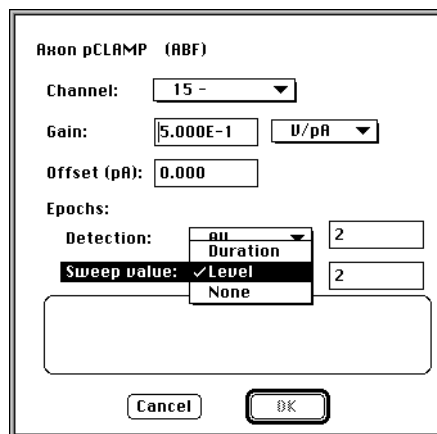 Axon pCLAMP (ABF)
Channel: 15 -
Gain: 5.000E-1 V/pA
Offset (pA): 0.000
Epochs:
Detection: 2
Duration
Sweep value: ✓Level 2
None
Cancel OK